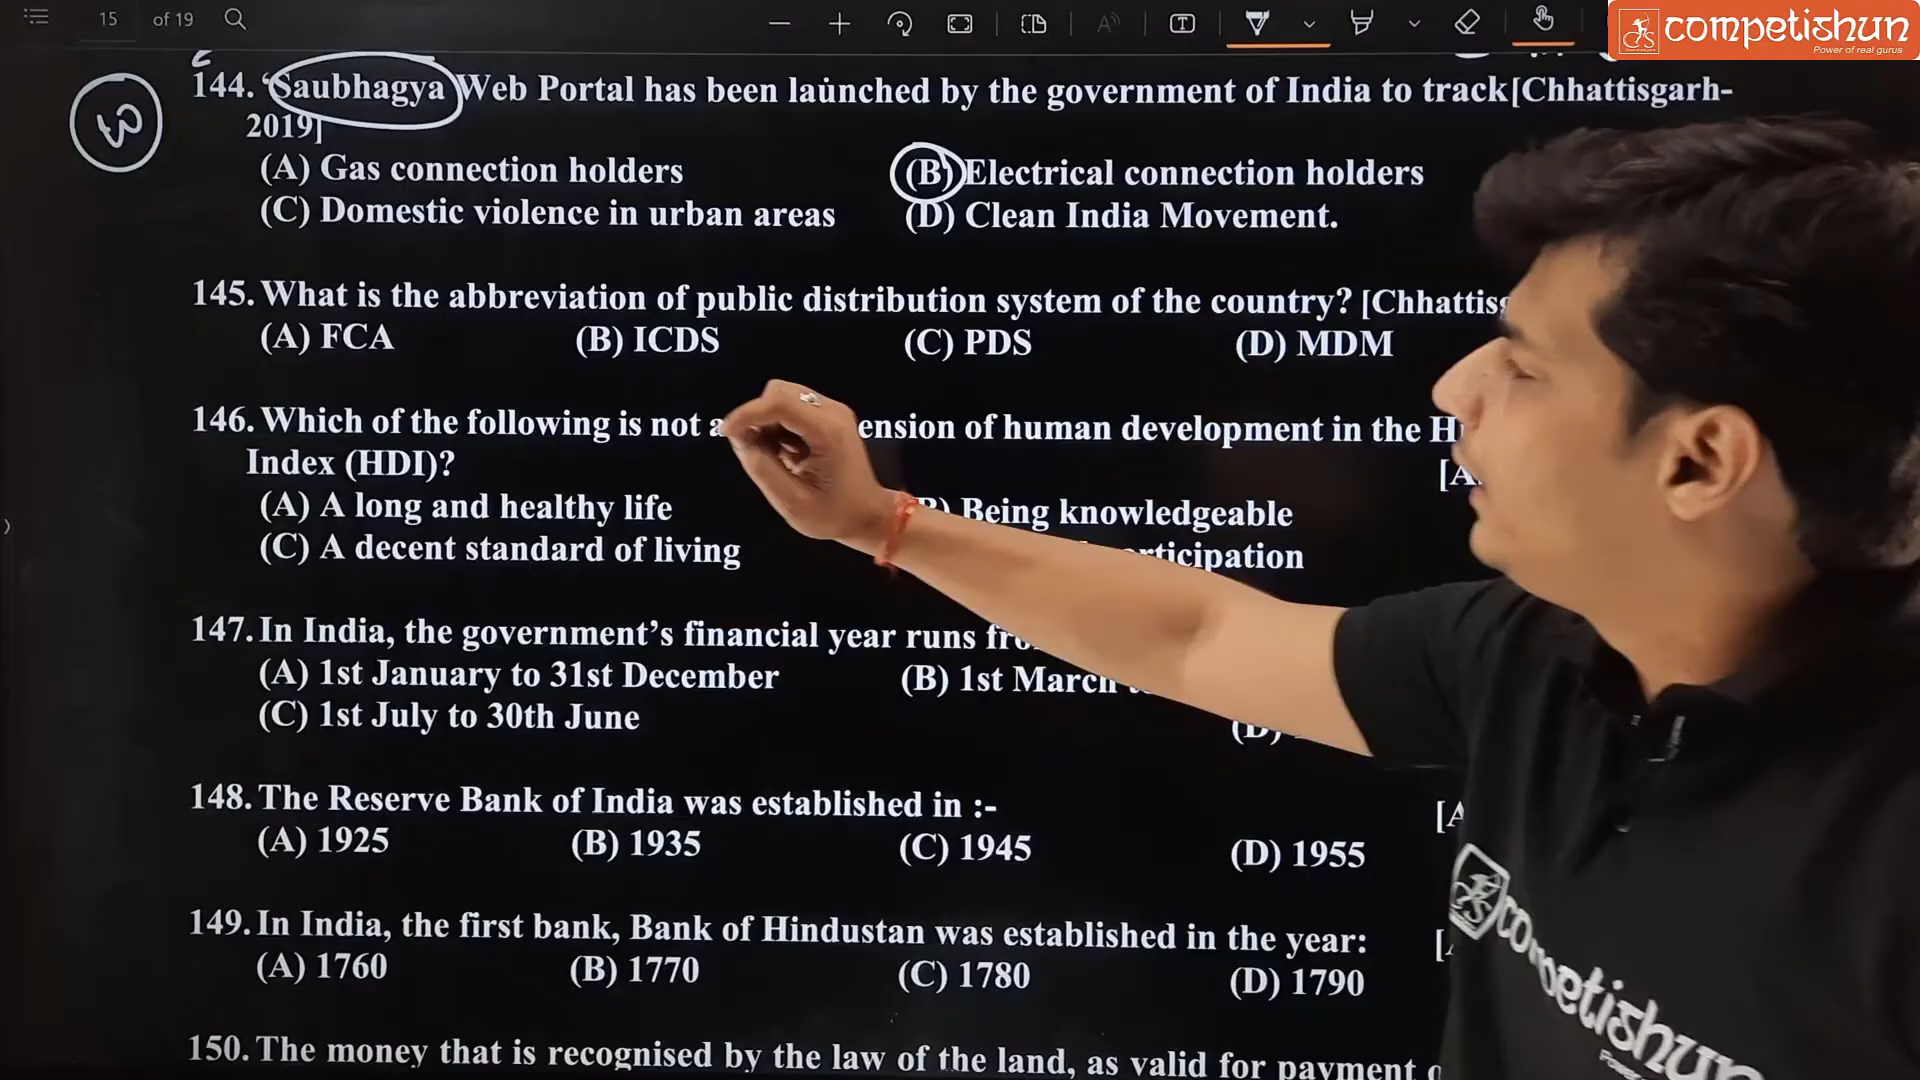 15 of 19
competishun
Power of real gurus
144. 'Saubhagya Web Portal has been launched by the government of India to track[Chhattisgarh-
2019]
(A) Gas connection holders (B) Electrical connection holders
(C) Domestic violence in urban areas (D) Clean India Movement.
145. What is the abbreviation of public distribution system of the country?
(A) FCA (B) ICDS (C) PDS (D) MDM
146. Which of the following is not of human development in the
Index (HDI)?
(A) A long and healthy life Being knowledgeable
(C) A decent standard of living
147. In India, the government's financial year runs
(A) 1st January to 31st December (B) 1st March
(C) 1st July to 30th June
148. The Reserve Bank of India was established in :-
(A) 1925 (B) 1935 (C) 1945 (D) 1955
149. In India, the first bank, Bank of Hindustan was established in the year:
(A) 1760 (B) 1770 (C) 1780 (D) 1790
150. The money that is recognised by the law of the land, as valid for payment
competishun